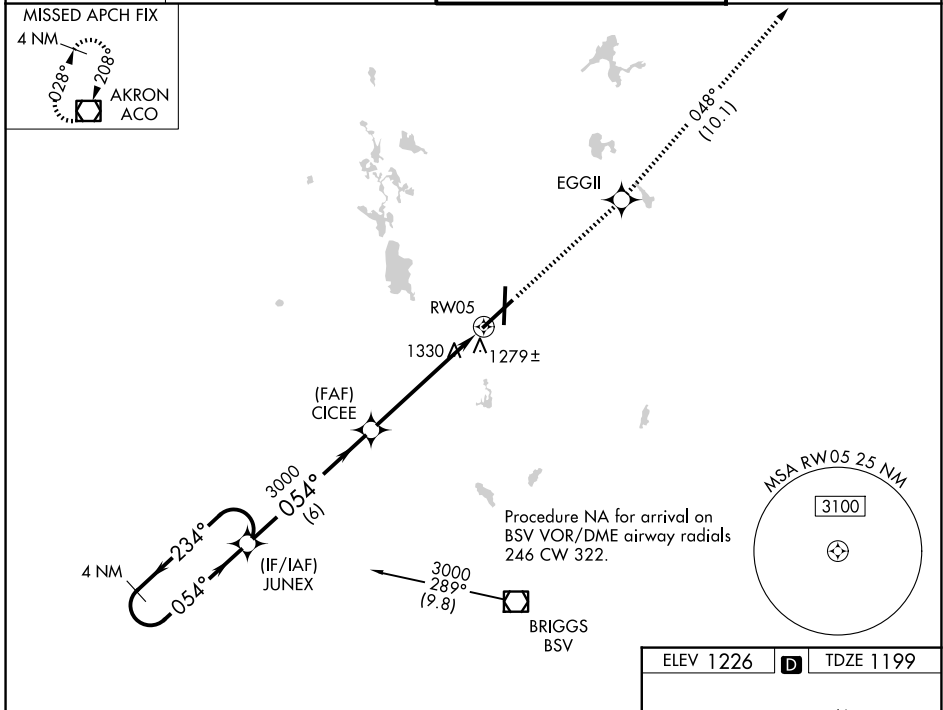 MISSED APCH FIX
4 NM
028°
208°
AKRON
ACO
048°
(10.1)
EGGII
RW05
1330
1279±
(FAF)
CICEE
3000
054°
(6)
234°
4 NM
054°
(IF/IAF)
JUNEX
Procedure NA for arrival on
BSV VOR/DME airway radials
246 CW 322.
3000
289°
(9.8)
BRIGGS
BSV
MSA RW05 25 NM
3100
ELEV 1226 D TDZE 1199